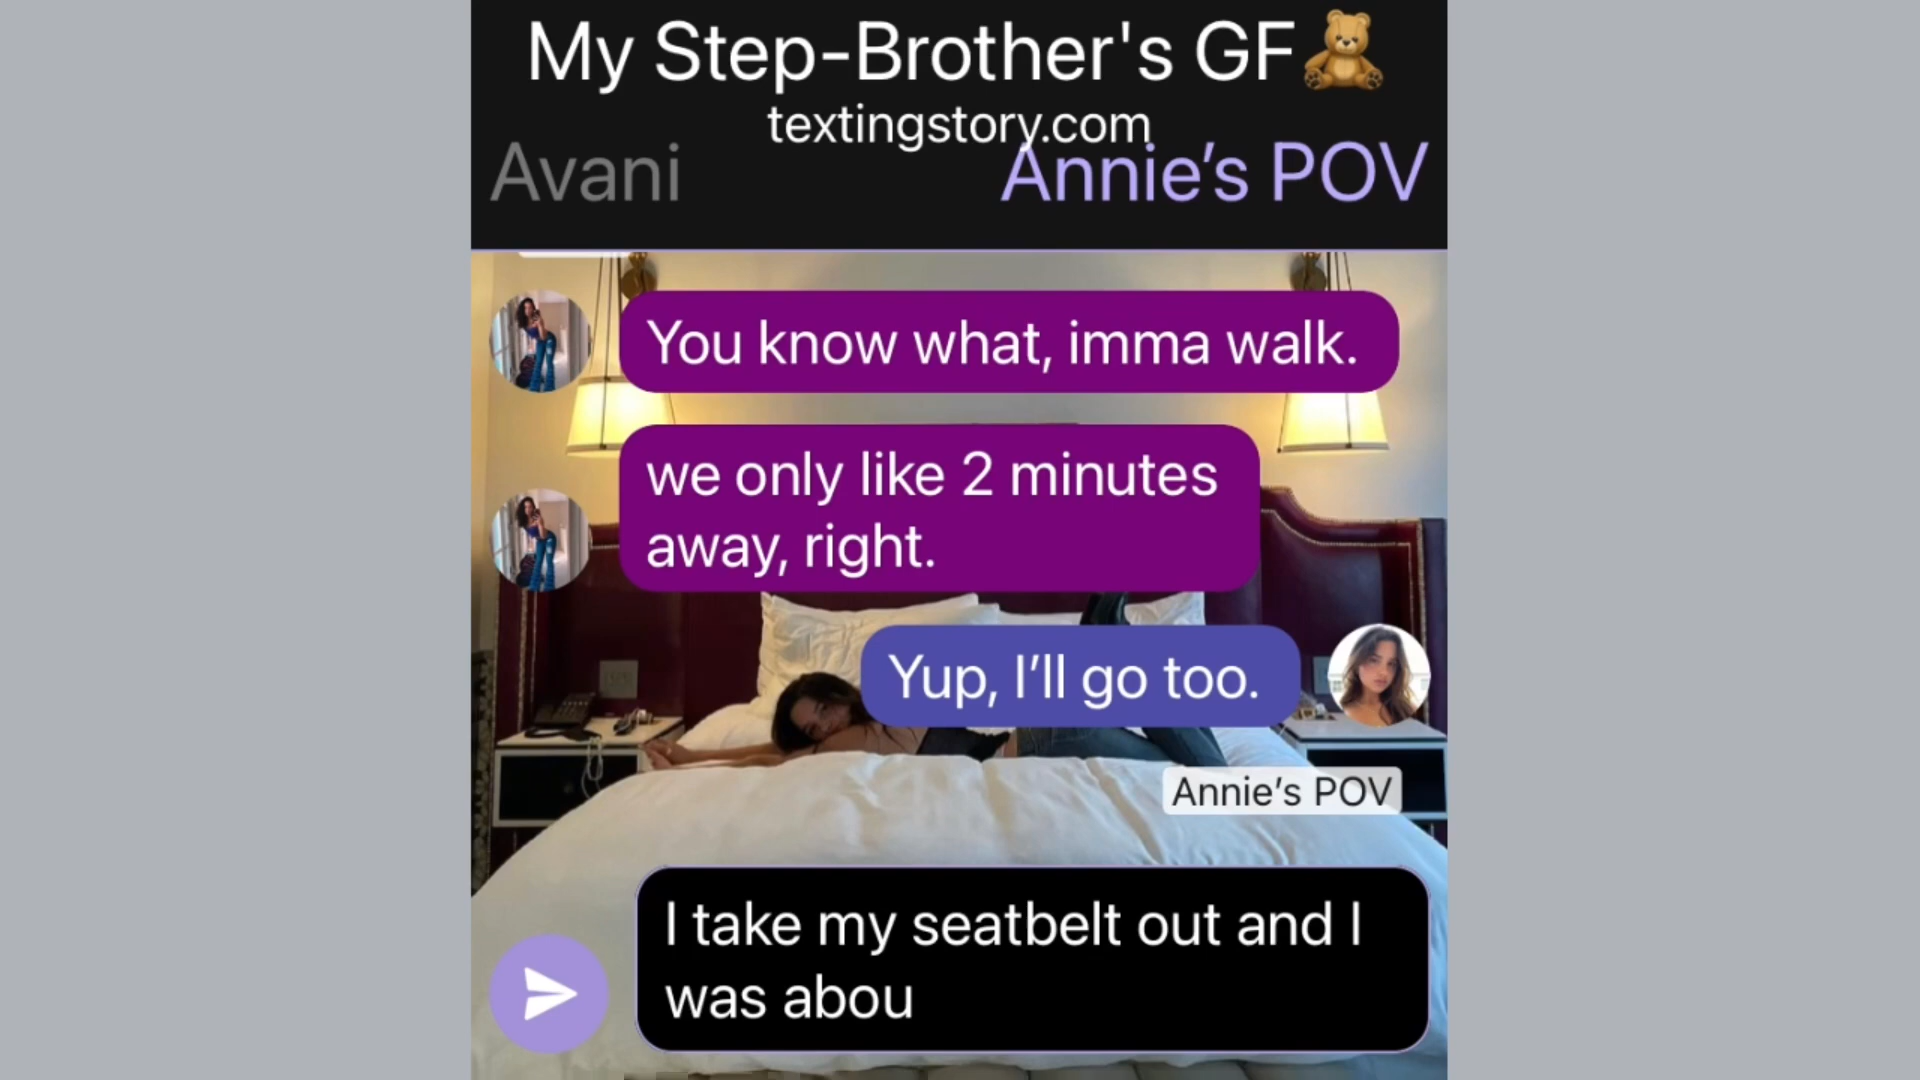 My Step-Brother's GF🧸
textingstory.com
Avani
Annie’s POV
You know what, imma walk.
we only like 2 minutes
away, right.
Yup, I’ll go too.
Annie’s POV
I take my seatbelt out and I
was abou